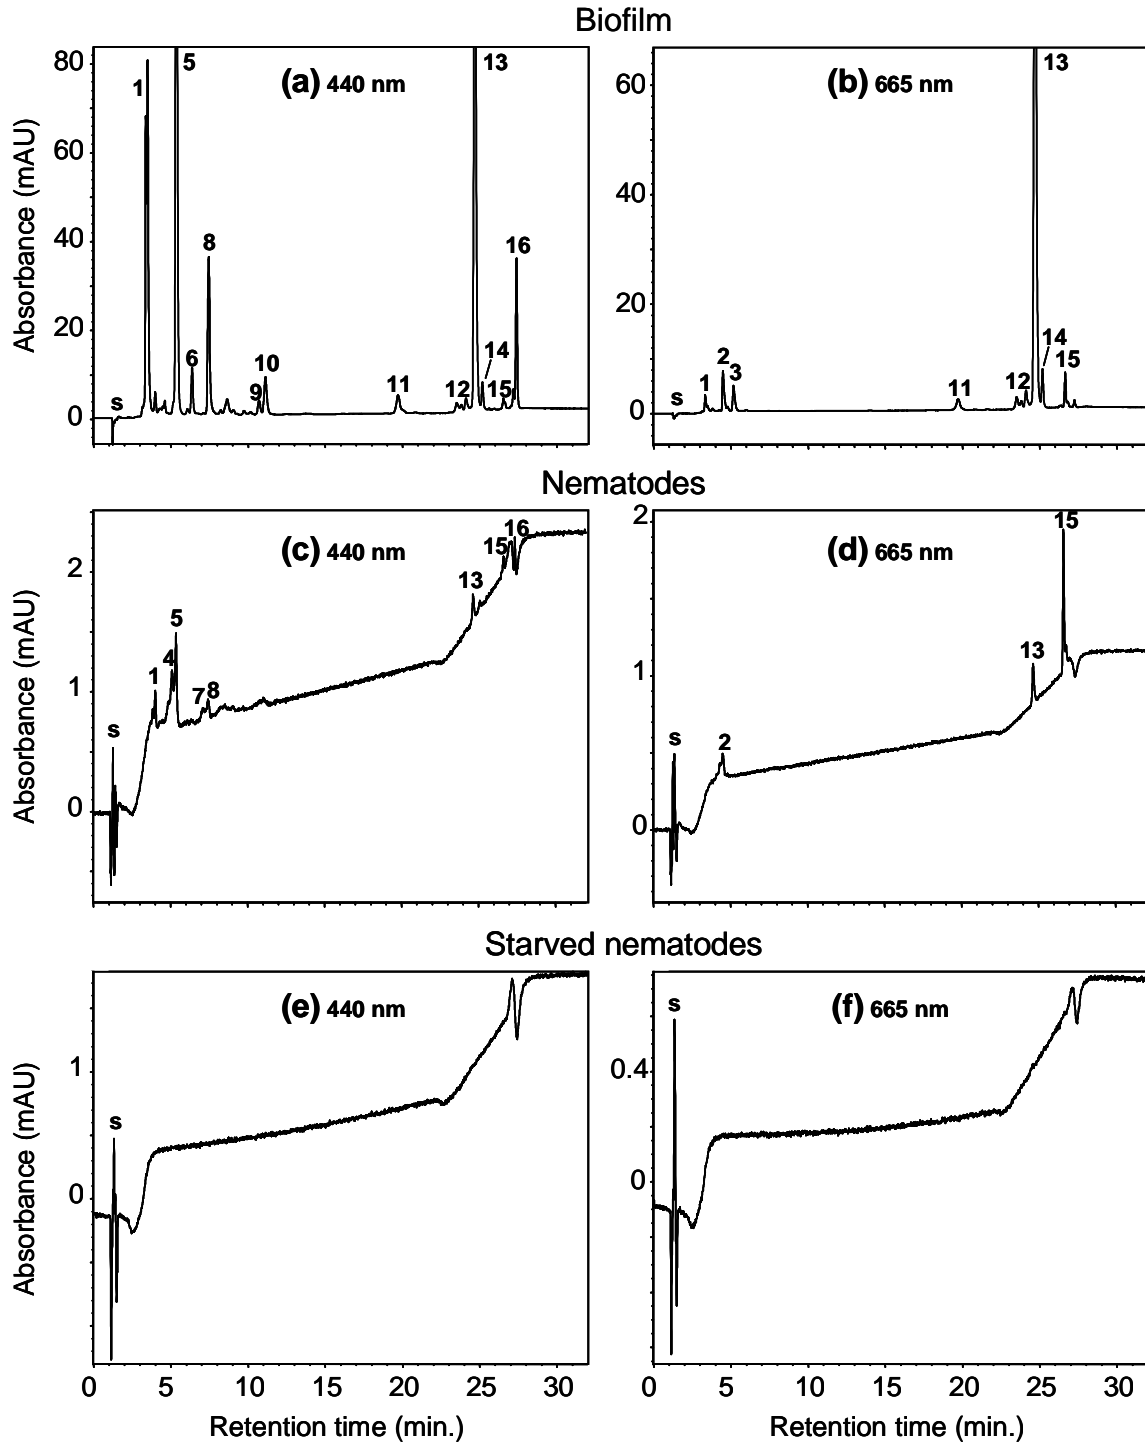 Biofilm
(a) 440 nm
Absorbance (mAU)
80
60
40
20
0
s
1
5
6
8
9
10
11
12
13
14
15
16
(b) 665 nm
60
40
20
0
s
1
2
3
11
12
13
14
15
Nematodes
(c) 440 nm
Absorbance (mAU)
2
1
0
s
1
4
5
7
8
13
15
16
(d) 665 nm
2
1
0
s
2
13
15
Starved nematodes
(e) 440 nm
Absorbance (mAU)
1
0
s
0 5 10 15 20 25 30
Retention time (min.)
(f) 665 nm
0.4
0
s
0 5 10 15 20 25 30
Retention time (min.)